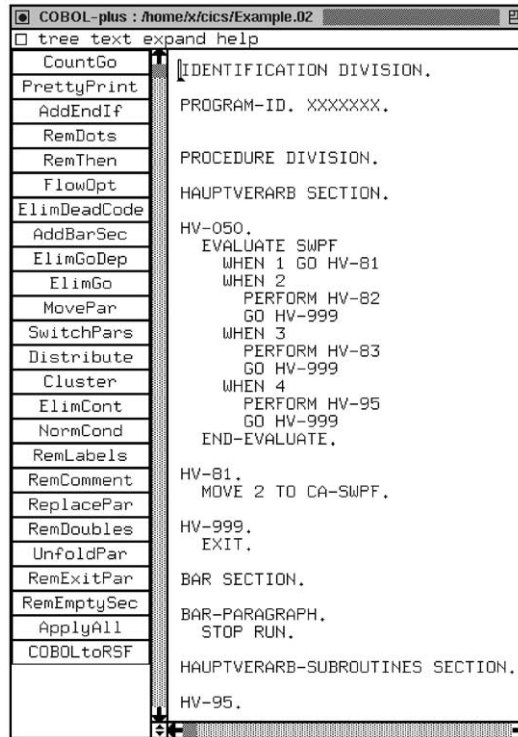 COBOL-plus : /home/x/cics/Example.02
tree text expand help
CountGo
PrettyPrint
AddEndIf
RemDots
RemThen
FlowOpt
ElimDeadCode
AddBarSec
ElimGoDep
ElimGo
MovePar
SwitchPars
Distribute
Cluster
ElimCont
NormCond
RemLabels
RemComment
ReplacePar
RemDoubles
UnfoldPar
RemExitPar
RemEmptySec
ApplyAll
COBOLtoRSF
IDENTIFICATION DIVISION.
PROGRAM-ID. XXXXXXX.
PROCEDURE DIVISION.
HAUPTVERARB SECTION.
HV-050.
EVALUATE SWPF
WHEN 1 GO HV-81
WHEN 2
PERFORM HV-82
GO HV-999
WHEN 3
PERFORM HV-83
GO HV-999
WHEN 4
PERFORM HV-95
GO HV-999
END-EVALUATE.
HV-81.
MOVE 2 TO CA-SWPF.
HV-999.
EXIT.
BAR SECTION.
BAR-PARAGRAPH.
STOP RUN.
HAUPTVERARB-SUBROUTINES SECTION.
HV-95.